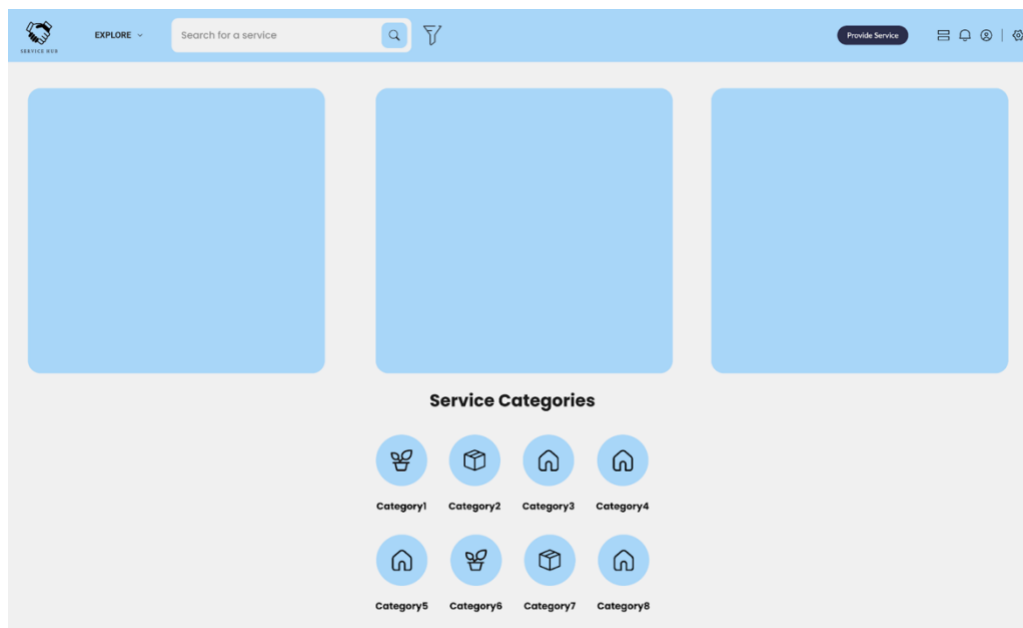 SERVICE HUB
EXPLORE
Search for a service
Provide Service
Service Categories
Category1 Category2 Category3 Category4
Category5 Category6 Category7 Category8